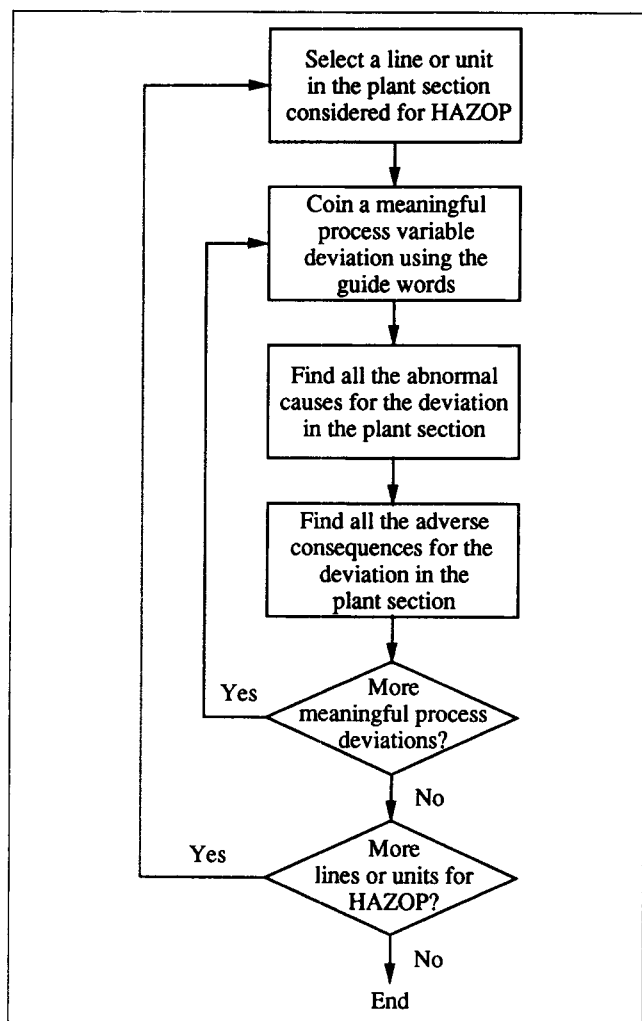 Select a line or unit
in the plant section
considered for HAZOP
Coin a meaningful
process variable
deviation using the
guide words
Find all the abnormal
causes for the deviation
in the plant section
Find all the adverse
consequences for the
deviation in the
plant section
Yes
More
meaningful process
deviations?
No
Yes
More
lines or units for
HAZOP?
No
End